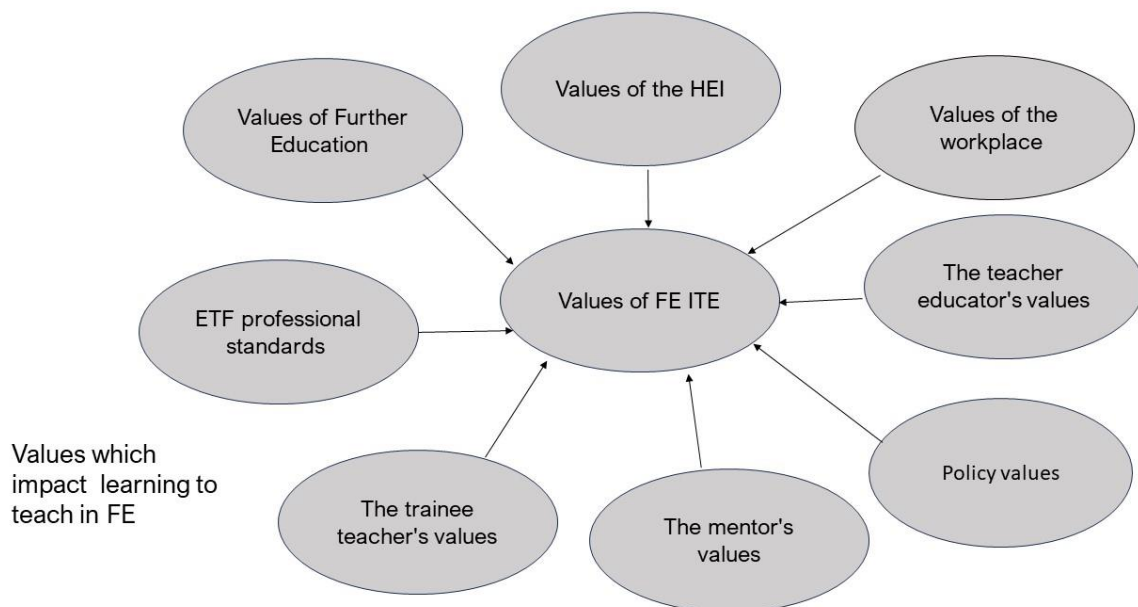 Values of the HEI
Values of Further
Education
Values of the
workplace
The teacher
educator's values
Values of FE ITE
ETF professional
standards
Values which
impact learning to
teach in FE
Policy values
The trainee
teacher's values
The mentor's
values